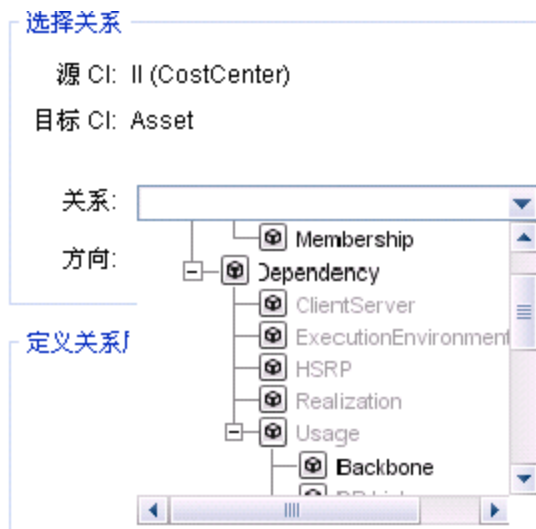 选择关系
源 CI: II (CostCenter)
目标 CI: Asset
关系:
Membership
方向:
Dependency
ClientServer
ExecutionEnvironment
定义关系
HSRP
Realization
Usage
Backbone